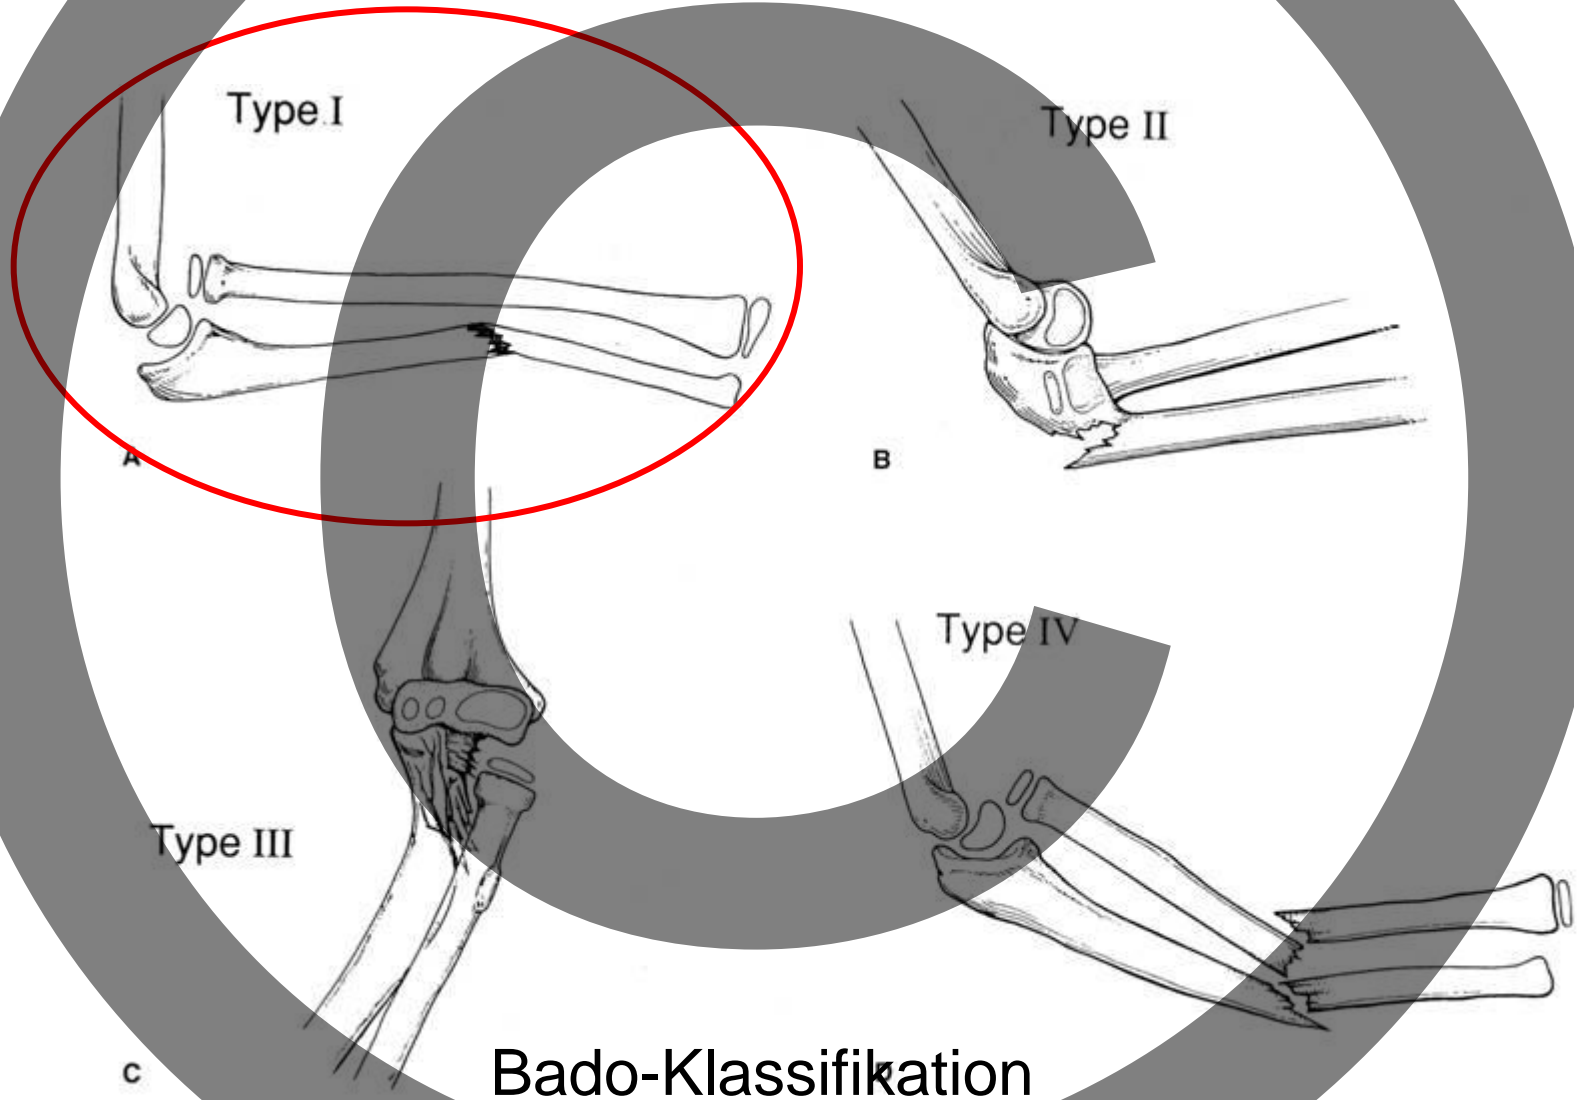 Type I
Type II
A
B
Type III
Type IV
C
D
Bado-Klassifikation